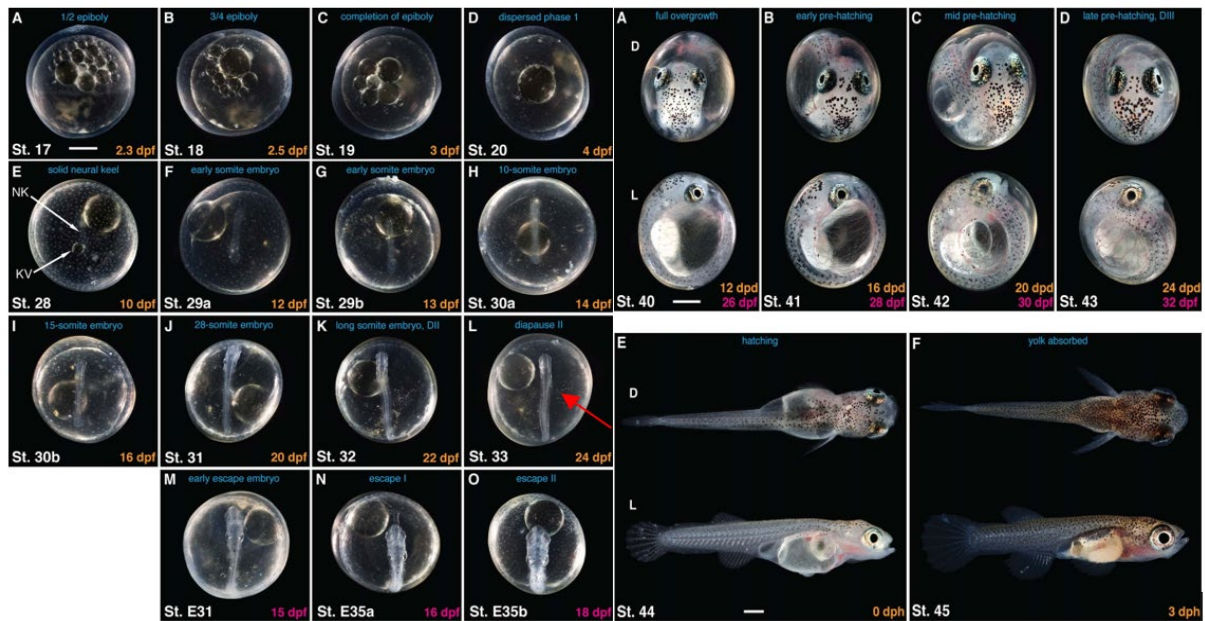 A
1/2 epiboly
St. 17
2.3 dpf
B
3/4 epiboly
St. 18
2.5 dpf
C
completion of epiboly
St. 19
3 dpf
D
dispersed phase 1
St. 20
4 dpf
E
solid neural keel
NK
KV
St. 28
10 dpf
F
early somite embryo
St. 29a
12 dpf
G
early somite embryo
St. 29b
13 dpf
H
10-somite embryo
St. 30a
14 dpf
I
15-somite embryo
St. 30b
16 dpf
J
28-somite embryo
St. 31
20 dpf
K
long somite embryo, DII
St. 32
22 dpf
L
diapause II
St. 33
24 dpf
M
early escape embryo
St. E31
15 dpf
N
escape I
St. E35a
16 dpf
O
escape II
St. E35b
18 dpf
A
full overgrowth
D
L
12 dpd
St. 40
26 dpf
B
early pre-hatching
16 dpd
St. 41
28 dpf
C
mid pre-hatching
20 dpd
St. 42
30 dpf
D
late pre-hatching, DIII
24 dpd
St. 43
32 dpf
E
hatching
D
L
St. 44
0 dph
F
yolk absorbed
St. 45
3 dph